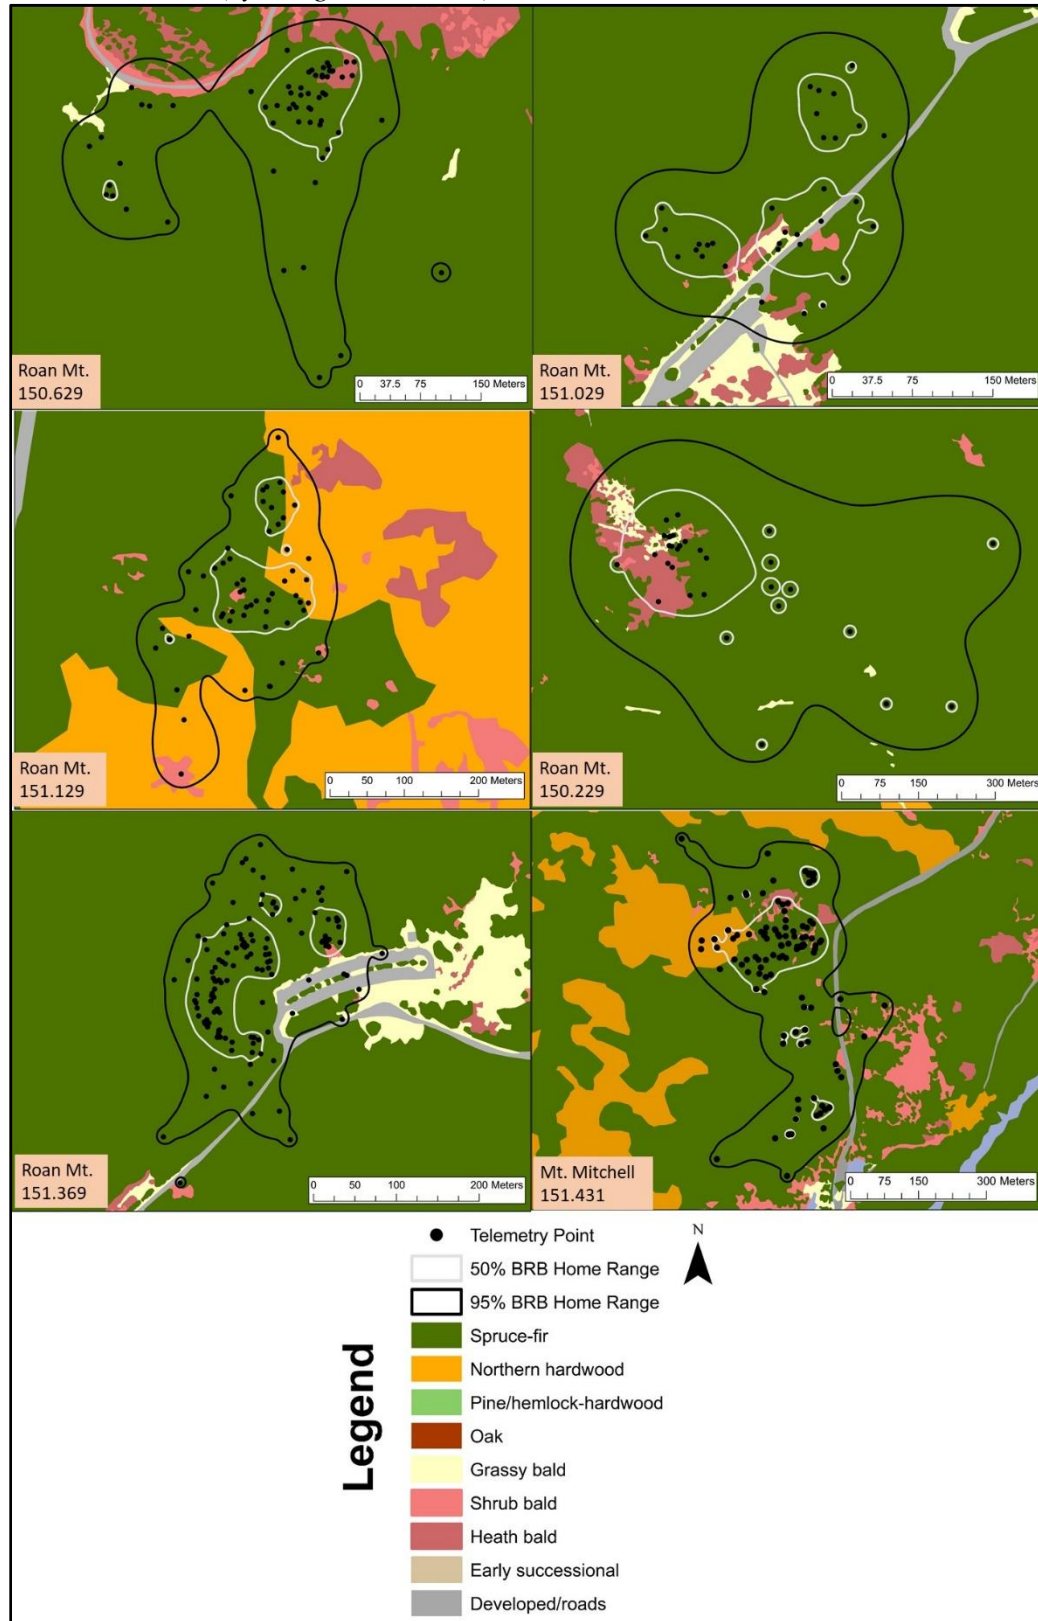 Roan Mt.
150.629
0 37.5 75 150 Meters
Roan Mt.
151.029
0 37.5 75 150 Meters
Roan Mt.
151.129
0 50 100 200 Meters
Roan Mt.
150.229
0 75 150 300 Meters
Roan Mt.
151.369
0 50 100 200 Meters
Mt. Mitchell
151.431
0 75 150 300 Meters
Legend
Telemetry Point
N
50% BRB Home Range
95% BRB Home Range
Spruce-fir
Northern hardwood
Pine/hemlock-hardwood
Oak
Grassy bald
Shrub bald
Heath bald
Early successional
Developed/roads